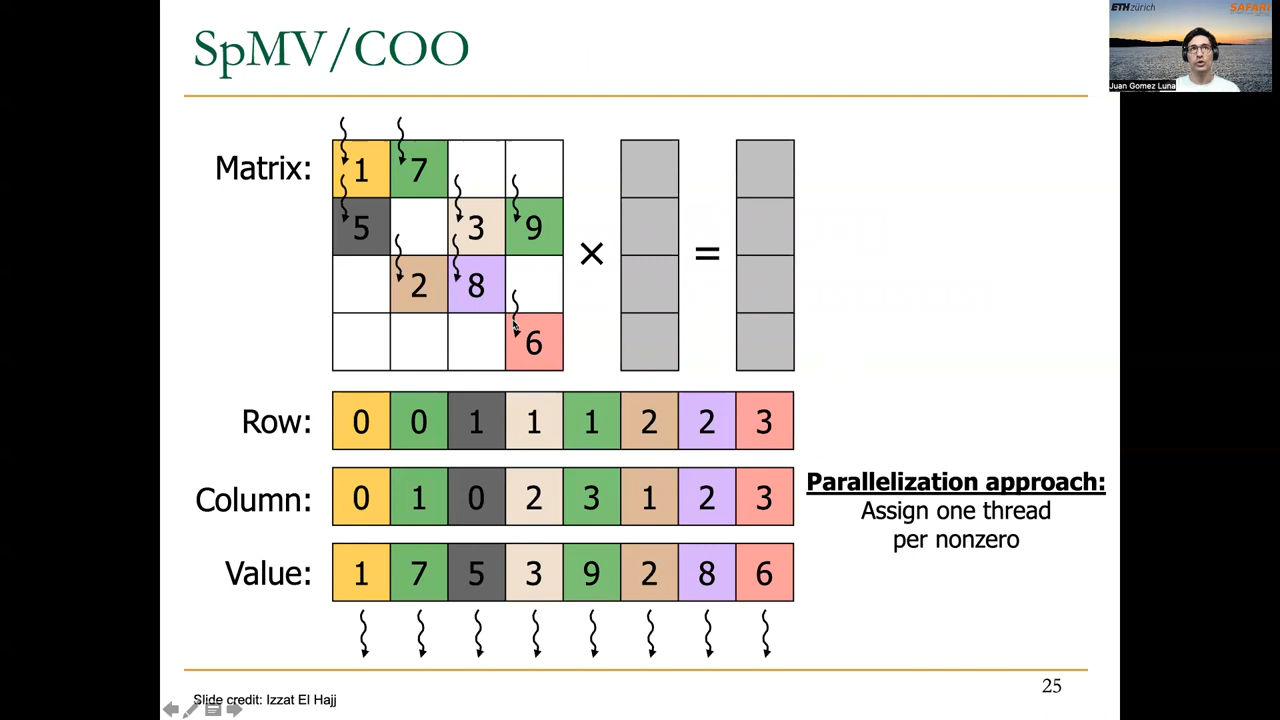 SpMV/COO
ETH zürich
SAFARI
Juan Gomez Luna
Matrix:
1 7
5 3 9
2 8
6
×
=
Row: 0 0 1 1 1 2 2 3
Column: 0 1 0 2 3 1 2 3
Value: 1 7 5 3 9 2 8 6
Parallelization approach:
Assign one thread
per nonzero
Slide credit: Izzat El Hajj
25